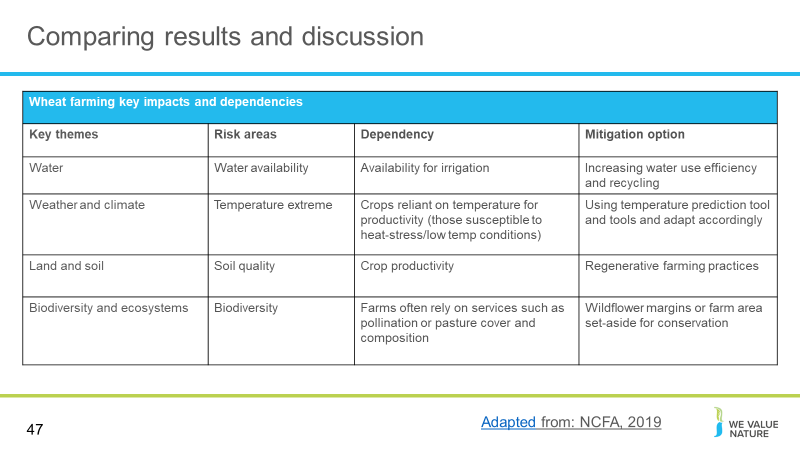 Comparing results and discussion
Wheat farming key impacts and dependencies
Key themes
Risk areas
Dependency
Mitigation option
Water
Water availability
Availability for irrigation
Increasing water use efficiency
and recycling
Weather and climate
Temperature extreme
Crops reliant on temperature for
productivity (those susceptible to
heat-stress/low temp conditions)
Using temperature prediction tool
and tools and adapt accordingly
Land and soil
Soil quality
Crop productivity
Regenerative farming practices
Biodiversity and ecosystems
Biodiversity
Farms often rely on services such as
pollination or pasture cover and
composition
Wildflower margins or farm area
set-aside for conservation
47
Adapted from: NCFA, 2019
WE VALUE
NATURE